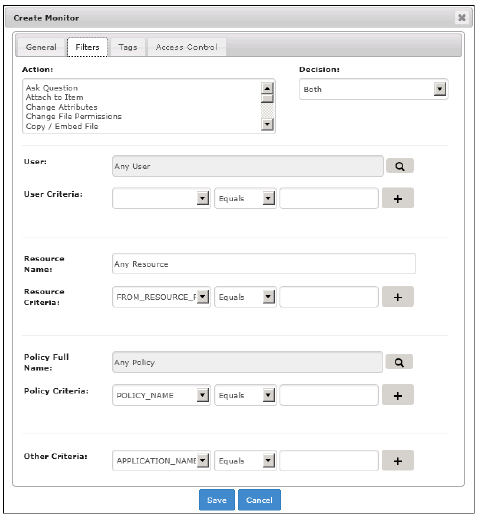 Create Monitor
General Filters Tags Access Control
Action: Decision:
Ask Question
Attach to Item
Change Attributes
Change File Permissions
Copy / Embed File
Both
User: Any User
User Criteria: Equals +
Resource Name: Any Resource
Resource Criteria: FROM_RESOURCE_F Equals +
Policy Full Name: Any Policy
Policy Criteria: POLICY_NAME Equals +
Other Criteria: APPLICATION_NAME Equals +
Save Cancel